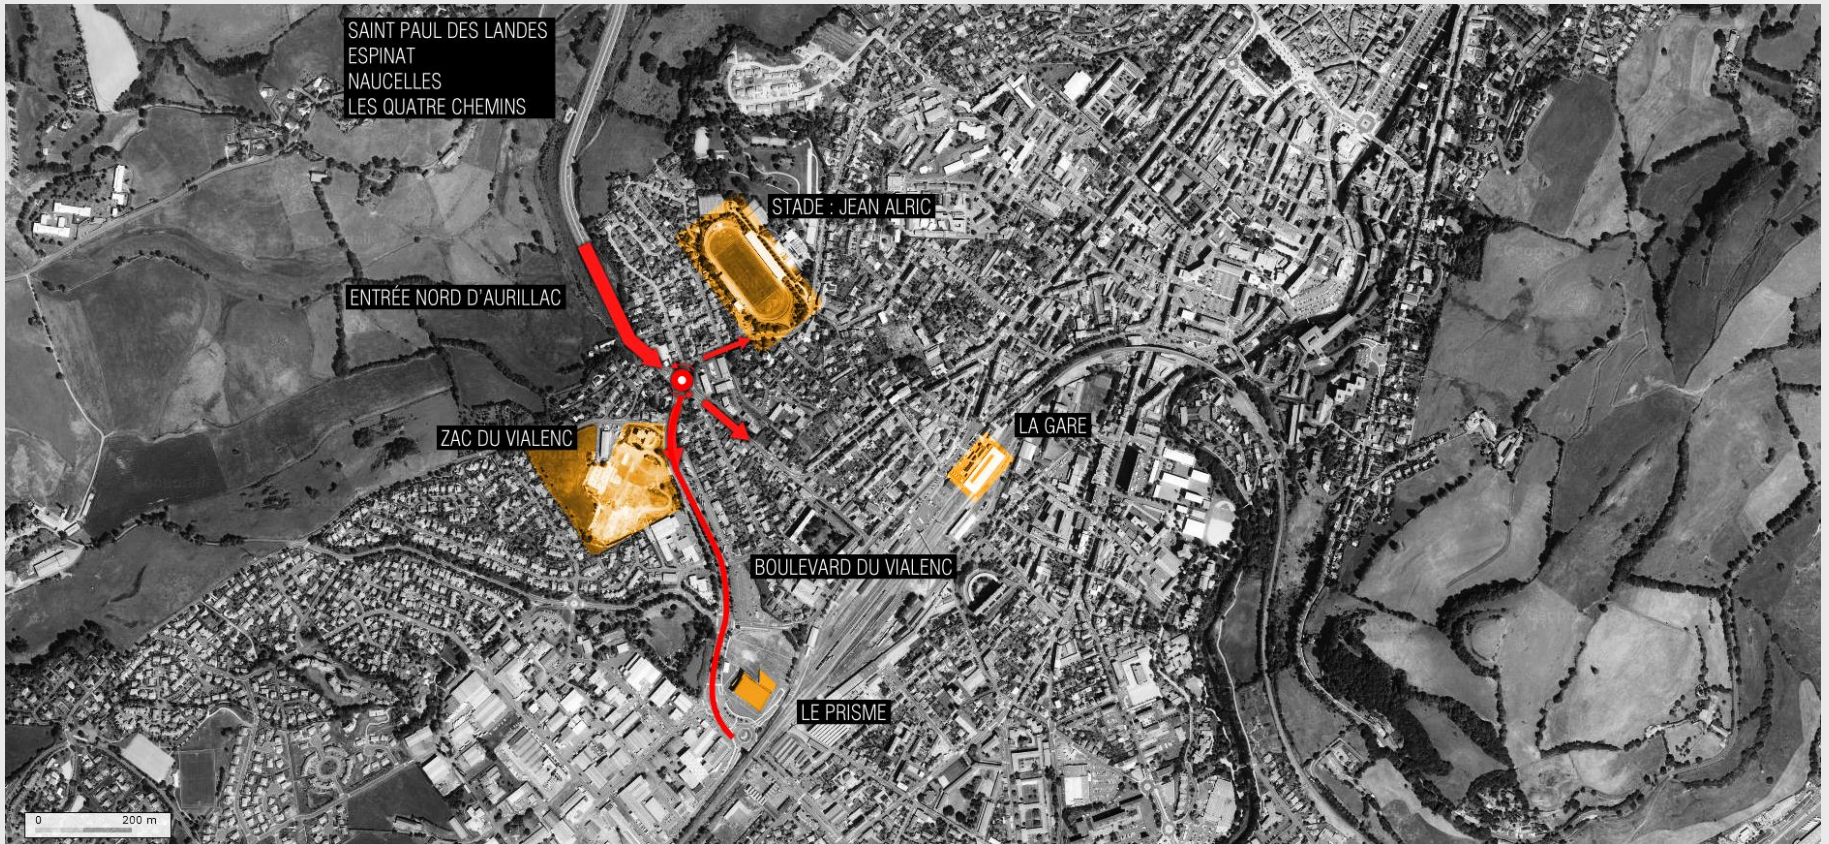 SAINT PAUL DES LANDES
ESPINAT
NAUCELLES
LES QUATRE CHEMINS
STADE : JEAN ALRIC
ENTRÉE NORD D'AURILLAC
LA GARE
ZAC DU VIALENC
BOULEVARD DU VIALENC
LE PRISME
0 200 m